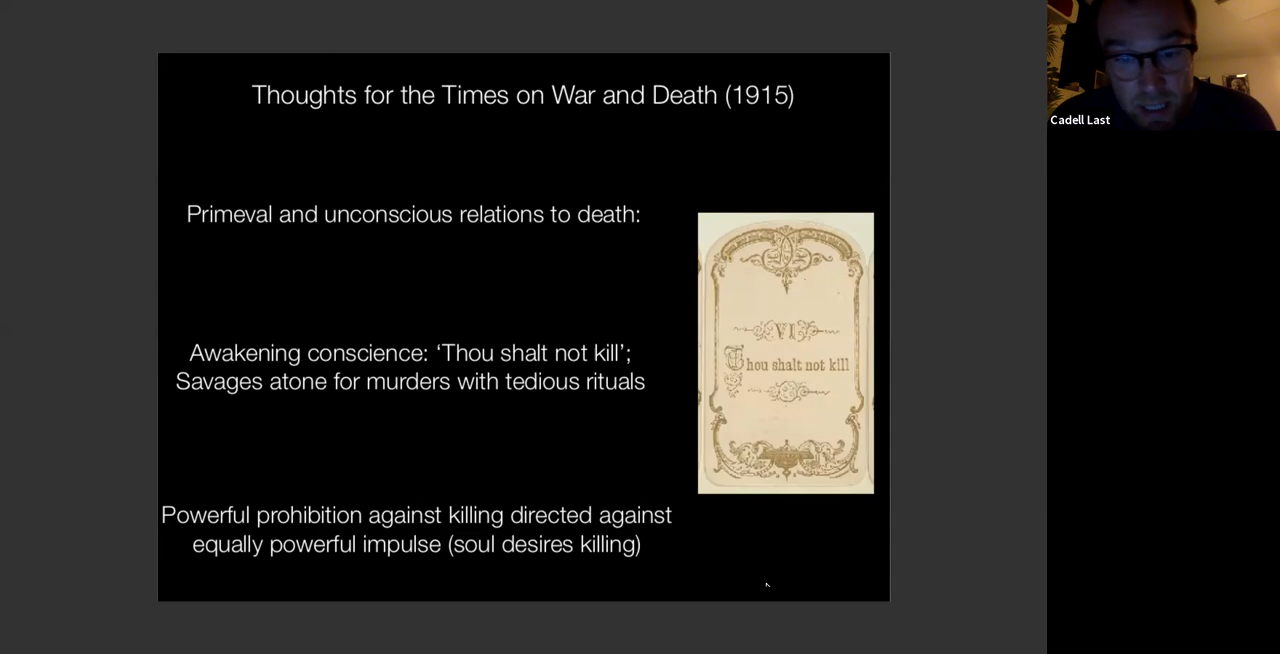 Thoughts for the Times on War and Death (1915)
Primeval and unconscious relations to death:
Awakening conscience: ‘Thou shalt not kill’;
Savages atone for murders with tedious rituals
VI
Thou shalt not kill
Powerful prohibition against killing directed against
equally powerful impulse (soul desires killing)
Cadell Last